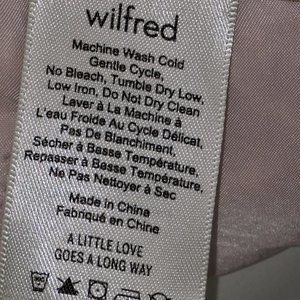 wilfred
Machine Wash Cold
Gentle Cycle,
No Bleach, Tumble Dry Low,
Low Iron, Do Not Dry Clean
Laver À La Machine À
L'eau Froide Au Cycle Délicat,
Pas De Blanchiment,
Sécher à Basse Température,
Repasser à Basse Température,
Ne Pas Nettoyer à Sec
Made in China
Fabriqué en China
A LITTLE LOVE
GOES A LONG WAY